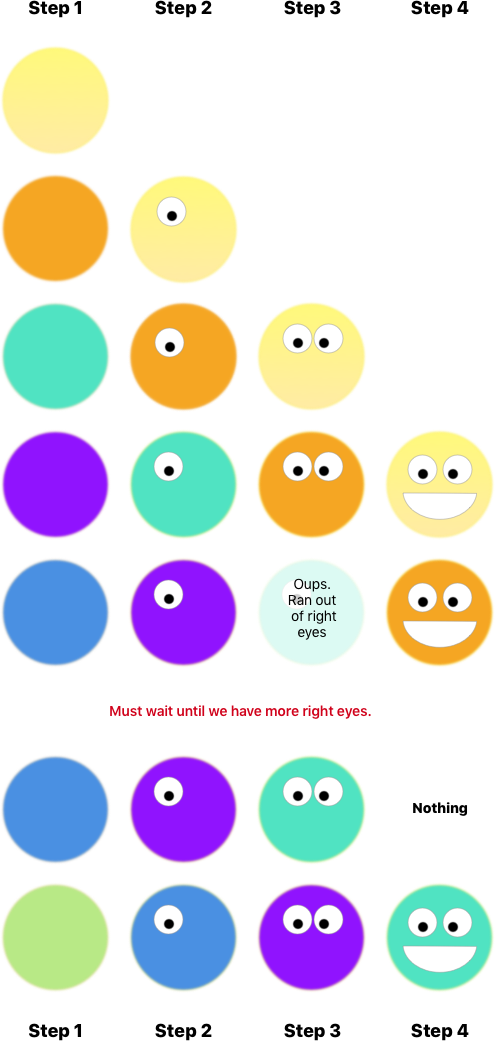 Step 1 Step 2 Step 3 Step 4
Oups.
Ran out
of right
eyes
Must wait until we have more right eyes.
Nothing
Step 1 Step 2 Step 3 Step 4